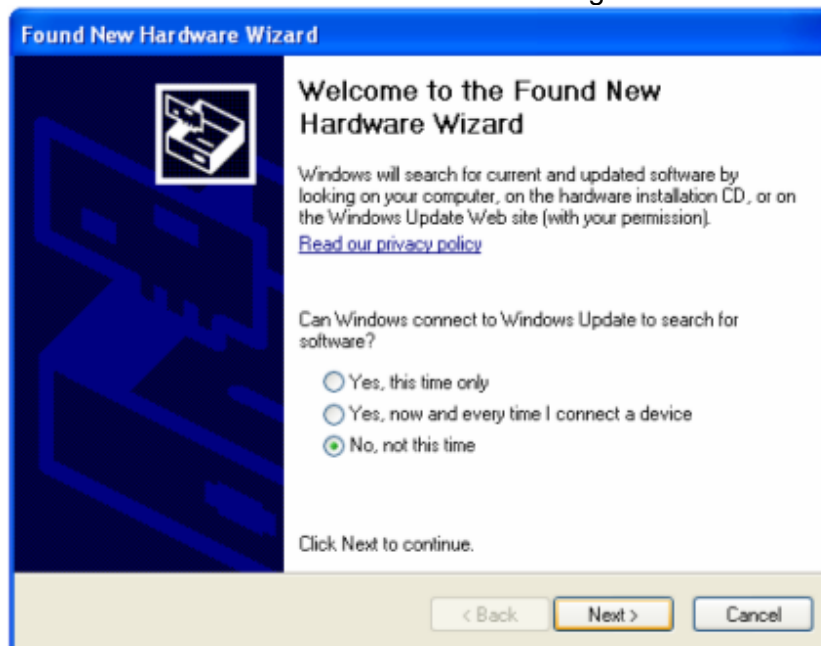 Found New Hardware Wizard
Welcome to the Found New
Hardware Wizard
Windows will search for current and updated software by
looking on your computer, on the hardware installation CD, or on
the Windows Update Web site (with your permission).
Read our privacy policy
Can Windows connect to Windows Update to search for
software?
Yes, this time only
Yes, now and every time I connect a device
No, not this time
Click Next to continue.
< Back
Next >
Cancel